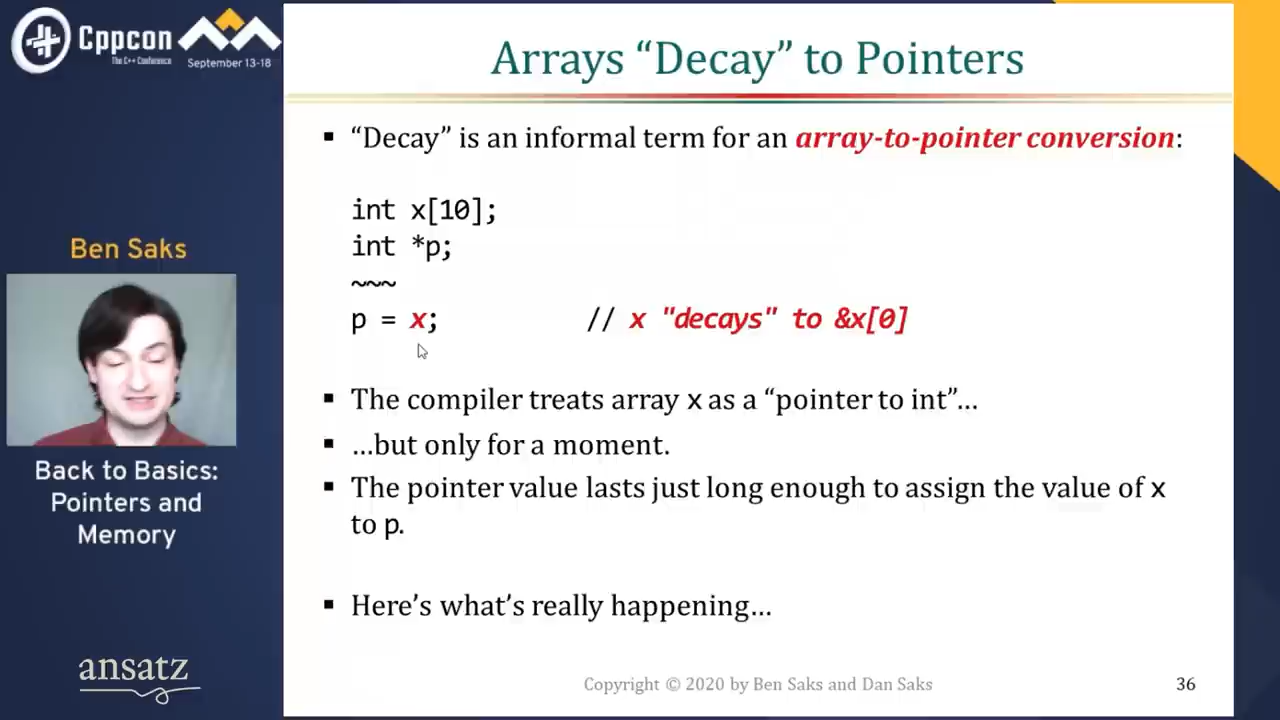 Cppcon
The C++ Conference
September 13-18
Ben Saks
Back to Basics:
Pointers and
Memory
ansatz
Arrays “Decay” to Pointers
▪ “Decay” is an informal term for an array-to-pointer conversion:
int x[10];
int *p;
~~~
p = x; // x "decays" to &x[0]
▪ The compiler treats array x as a “pointer to int”…
▪ …but only for a moment.
▪ The pointer value lasts just long enough to assign the value of x
to p.
▪ Here’s what’s really happening…
Copyright © 2020 by Ben Saks and Dan Saks
36